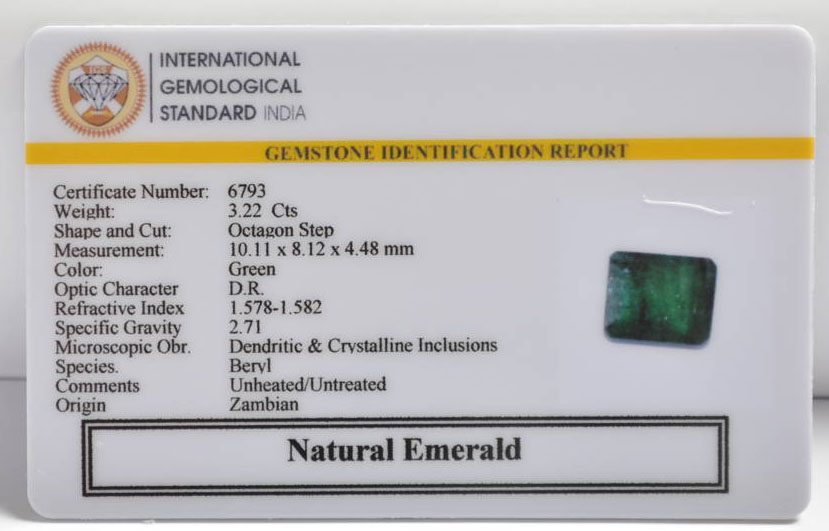 INTERNATIONAL
GEMOLOGICAL
STANDARD INDIA
GEMSTONE IDENTIFICATION REPORT
Certificate Number: 6793
Weight: 3.22 Cts
Shape and Cut: Octagon Step
Measurement: 10.11 x 8.12 x 4.48 mm
Color: Green
Optic Character D.R.
Refractive Index 1.578-1.582
Specific Gravity 2.71
Microscopic Obr. Dendritic & Crystalline Inclusions
Species. Beryl
Comments Unheated/Untreated
Origin Zambian
Natural Emerald